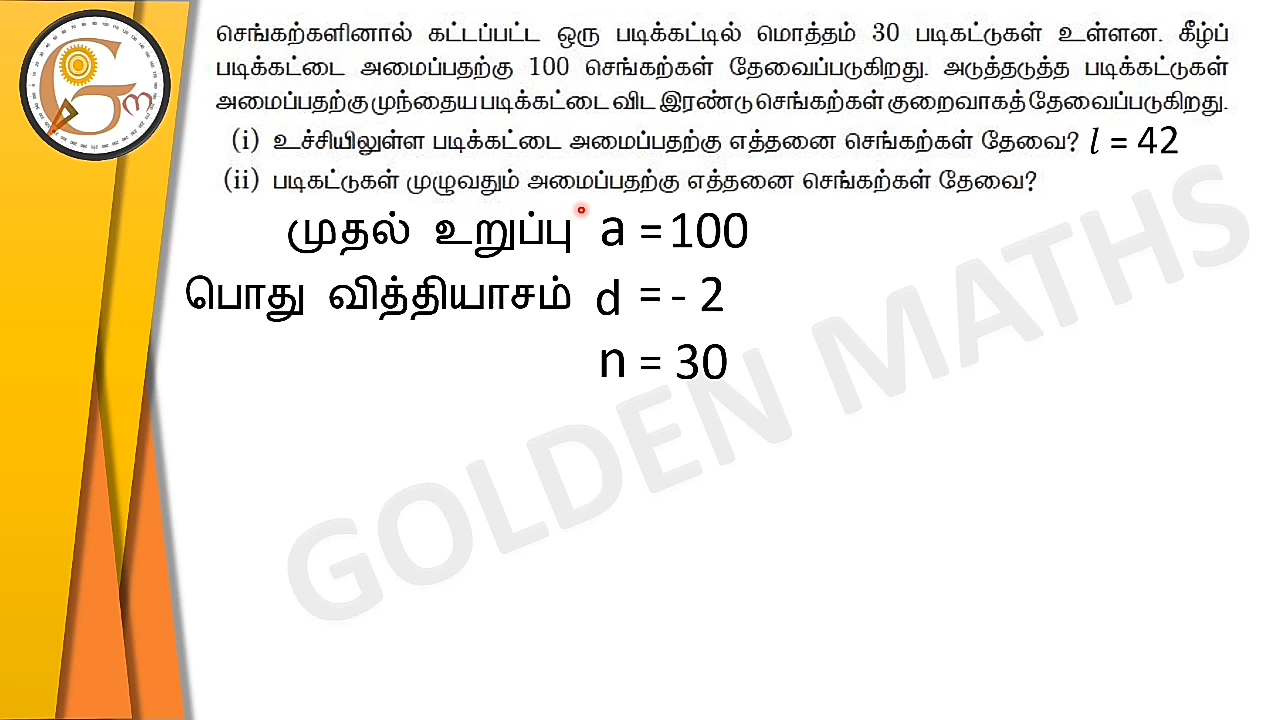 செங்கற்களினால் கட்டப்பட்ட ஒரு படிக்கட்டில் மொத்தம் 30 படிகட்டுகள் உள்ளன. கீழ்ப்
படிக்கட்டை அமைப்பதற்கு 100 செங்கற்கள் தேவைப்படுகிறது. அடுத்தடுத்த படிக்கட்டுகள்
அமைப்பதற்கு முந்தைய படிக்கட்டை விட இரண்டு செங்கற்கள் குறைவாகத் தேவைப்படுகிறது.
(i) உச்சியிலுள்ள படிக்கட்டை அமைப்பதற்கு எத்தனை செங்கற்கள் தேவை? l = 42
(ii) படிகட்டுகள் முழுவதும் அமைப்பதற்கு எத்தனை செங்கற்கள் தேவை?
முதல் உறுப்பு a = 100
பொது வித்தியாசம் d = - 2
n = 30
GOLDEN MATHS